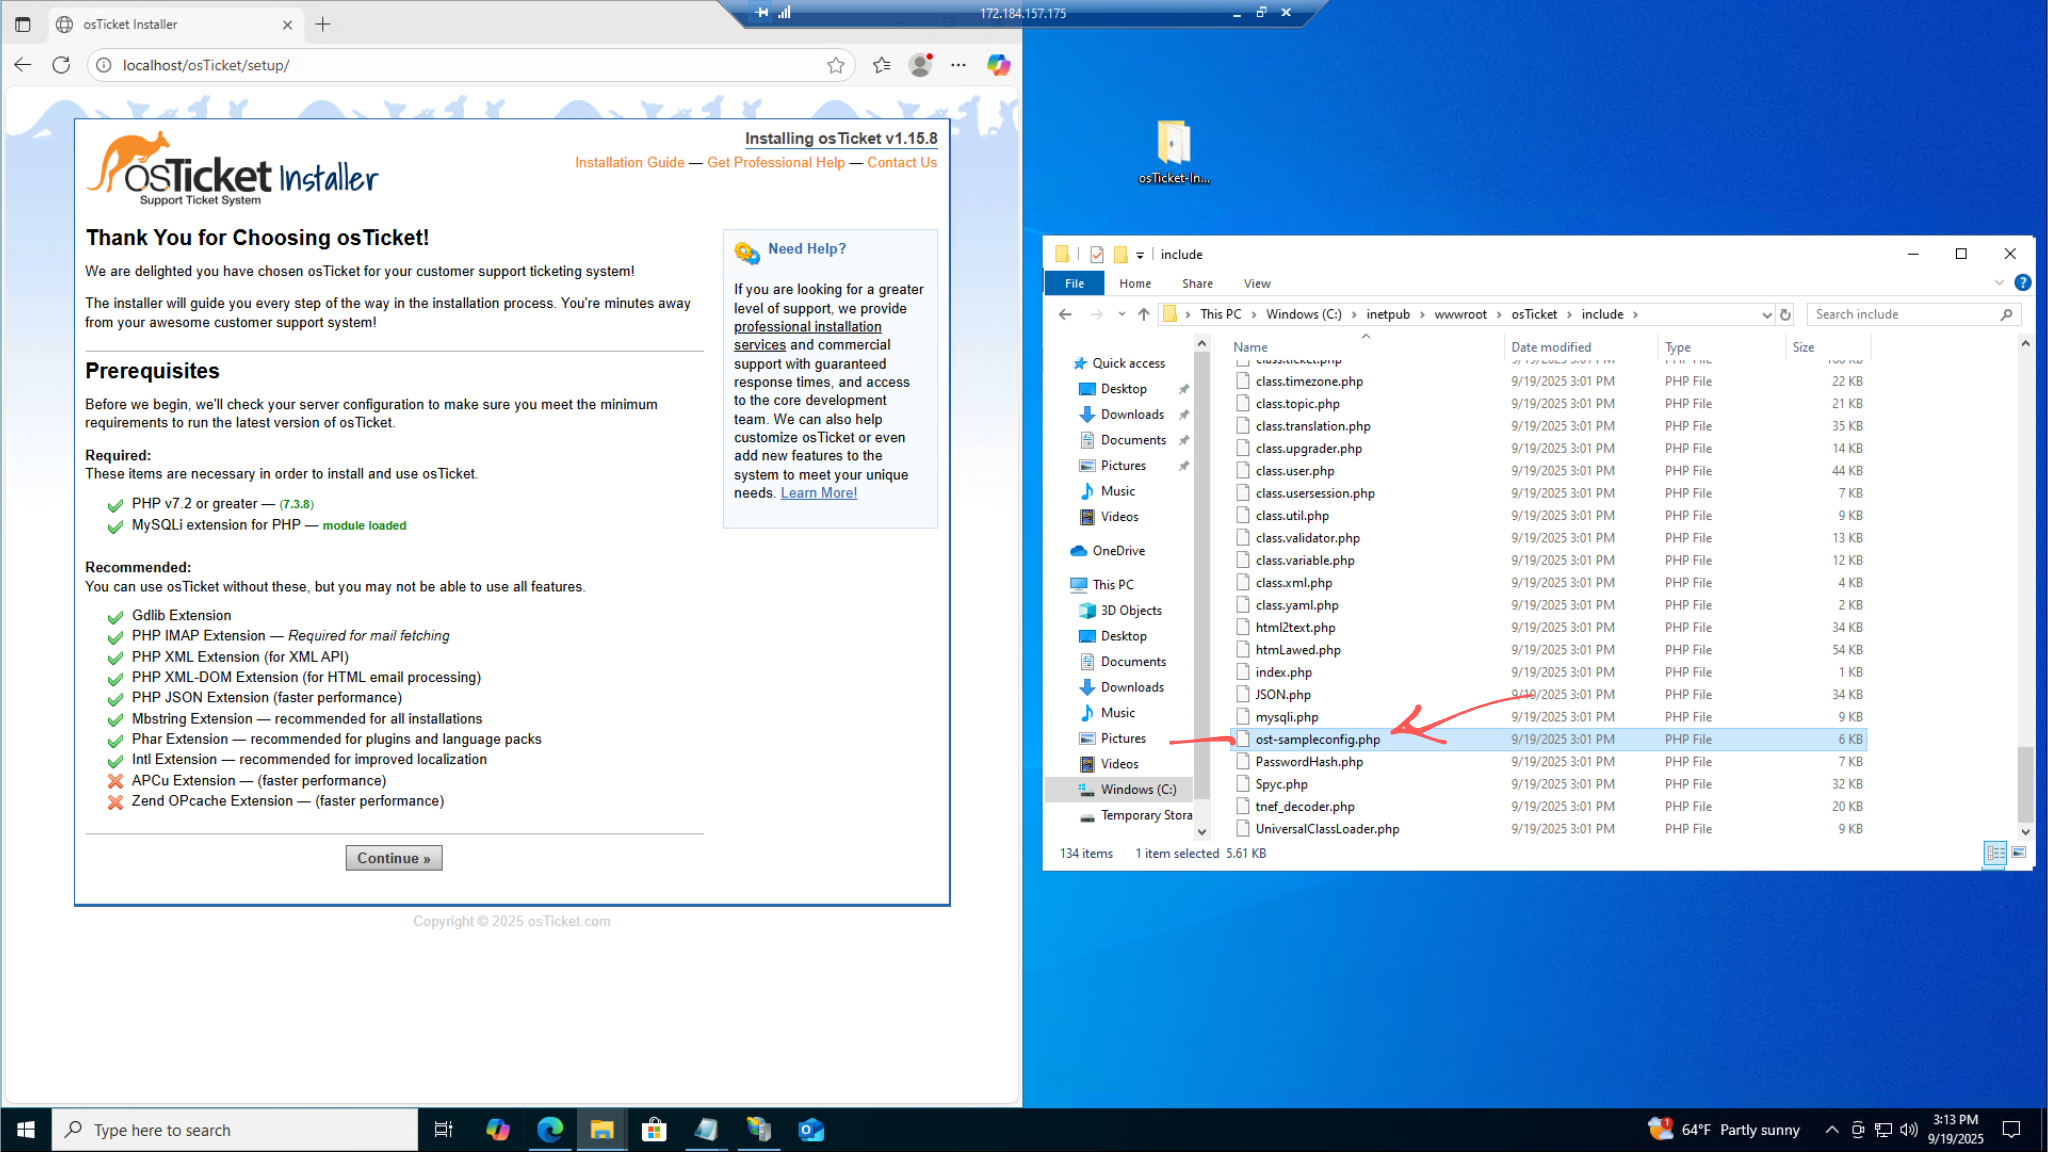 osTicket Installer
172.184.157.175
localhost/osTicket/setup/
osTicket Installer
Support Ticket System
Installing osTicket v1.15.8
Installation Guide — Get Professional Help — Contact Us
Thank You for Choosing osTicket!
We are delighted you have chosen osTicket for your customer support ticketing system!
The installer will guide you every step of the way in the installation process. You're minutes away
from your awesome customer support system!
Prerequisites
Before we begin, we'll check your server configuration to make sure you meet the minimum
requirements to run the latest version of osTicket.
Required:
These items are necessary in order to install and use osTicket.
PHP v7.2 or greater — (7.3.8)
MySQLi extension for PHP — module loaded
Recommended:
You can use osTicket without these, but you may not be able to use all features.
Gdlib Extension
PHP IMAP Extension — Required for mail fetching
PHP XML Extension (for XML API)
PHP XML-DOM Extension (for HTML email processing)
PHP JSON Extension (faster performance)
Mbstring Extension — recommended for all installations
Phar Extension — recommended for plugins and language packs
Intl Extension — recommended for improved localization
APCu Extension — (faster performance)
Zend OPcache Extension — (faster performance)
Continue »
Need Help?
If you are looking for a greater
level of support, we provide
professional installation
services and commercial
support with guaranteed
response times, and access
to the core development
team. We can also help
customize osTicket or even
add new features to the
system to meet your unique
needs. Learn More!
Copyright © 2025 osTicket.com
osTicket-In...
include
File Home Share View
This PC › Windows (C:) › inetpub › wwwroot › osTicket › include ›
Search include
Quick access
Desktop
Downloads
Documents
Pictures
Music
Videos
OneDrive
This PC
3D Objects
Desktop
Documents
Downloads
Music
Pictures
Videos
Windows (C:)
Temporary Stora
Name Date modified Type Size
class.ticket.php 9/19/2025 3:01 PM PHP File
class.timezone.php 9/19/2025 3:01 PM PHP File 22 KB
class.topic.php 9/19/2025 3:01 PM PHP File 21 KB
class.translation.php 9/19/2025 3:01 PM PHP File 35 KB
class.upgrader.php 9/19/2025 3:01 PM PHP File 14 KB
class.user.php 9/19/2025 3:01 PM PHP File 44 KB
class.usersession.php 9/19/2025 3:01 PM PHP File 7 KB
class.util.php 9/19/2025 3:01 PM PHP File 9 KB
class.validator.php 9/19/2025 3:01 PM PHP File 13 KB
class.variable.php 9/19/2025 3:01 PM PHP File 12 KB
class.xml.php 9/19/2025 3:01 PM PHP File 4 KB
class.yaml.php 9/19/2025 3:01 PM PHP File 2 KB
html2text.php 9/19/2025 3:01 PM PHP File 34 KB
htmLawed.php 9/19/2025 3:01 PM PHP File 54 KB
index.php 9/19/2025 3:01 PM PHP File 1 KB
JSON.php 9/19/2025 3:01 PM PHP File 34 KB
mysqli.php 9/19/2025 3:01 PM PHP File 9 KB
ost-sampleconfig.php 9/19/2025 3:01 PM PHP File 6 KB
PasswordHash.php 9/19/2025 3:01 PM PHP File 7 KB
Spyc.php 9/19/2025 3:01 PM PHP File 32 KB
tnef_decoder.php 9/19/2025 3:01 PM PHP File 20 KB
UniversalClassLoader.php 9/19/2025 3:01 PM PHP File 9 KB
134 items 1 item selected 5.61 KB
Type here to search
1
64°F Partly sunny
3:13 PM
9/19/2025